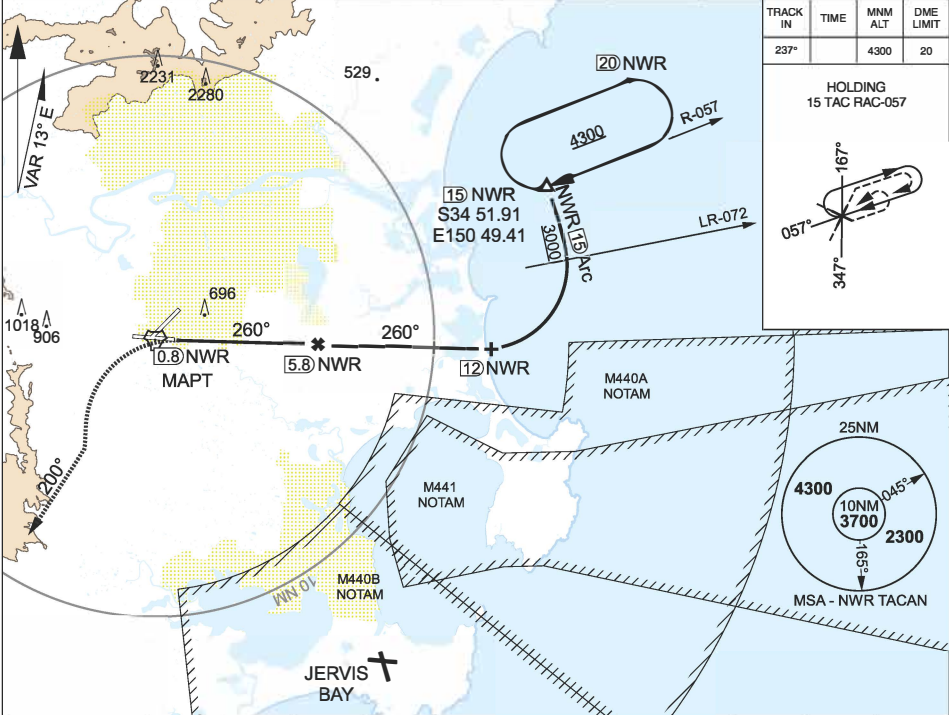 TRACK IN TIME MNM ALT DME LIMIT
237° 4300 20
HOLDING
15 TAC RAC-057
167°
057°
347°
VAR 13° E
2231
2280
529
20 NWR
4300
R-057
15 NWR
S34 51.91
E150 49.41
NWR 15 Arc
3000
LR-072
696
1018
906
260°
260°
0.8 NWR
MAPT
5.8 NWR
12 NWR
200°
M440A
NOTAM
M441
NOTAM
M440B
NOTAM
10 NM
JERVIS
BAY
25NM
4300
045°
10NM
3700
2300
165°
MSA - NWR TACAN